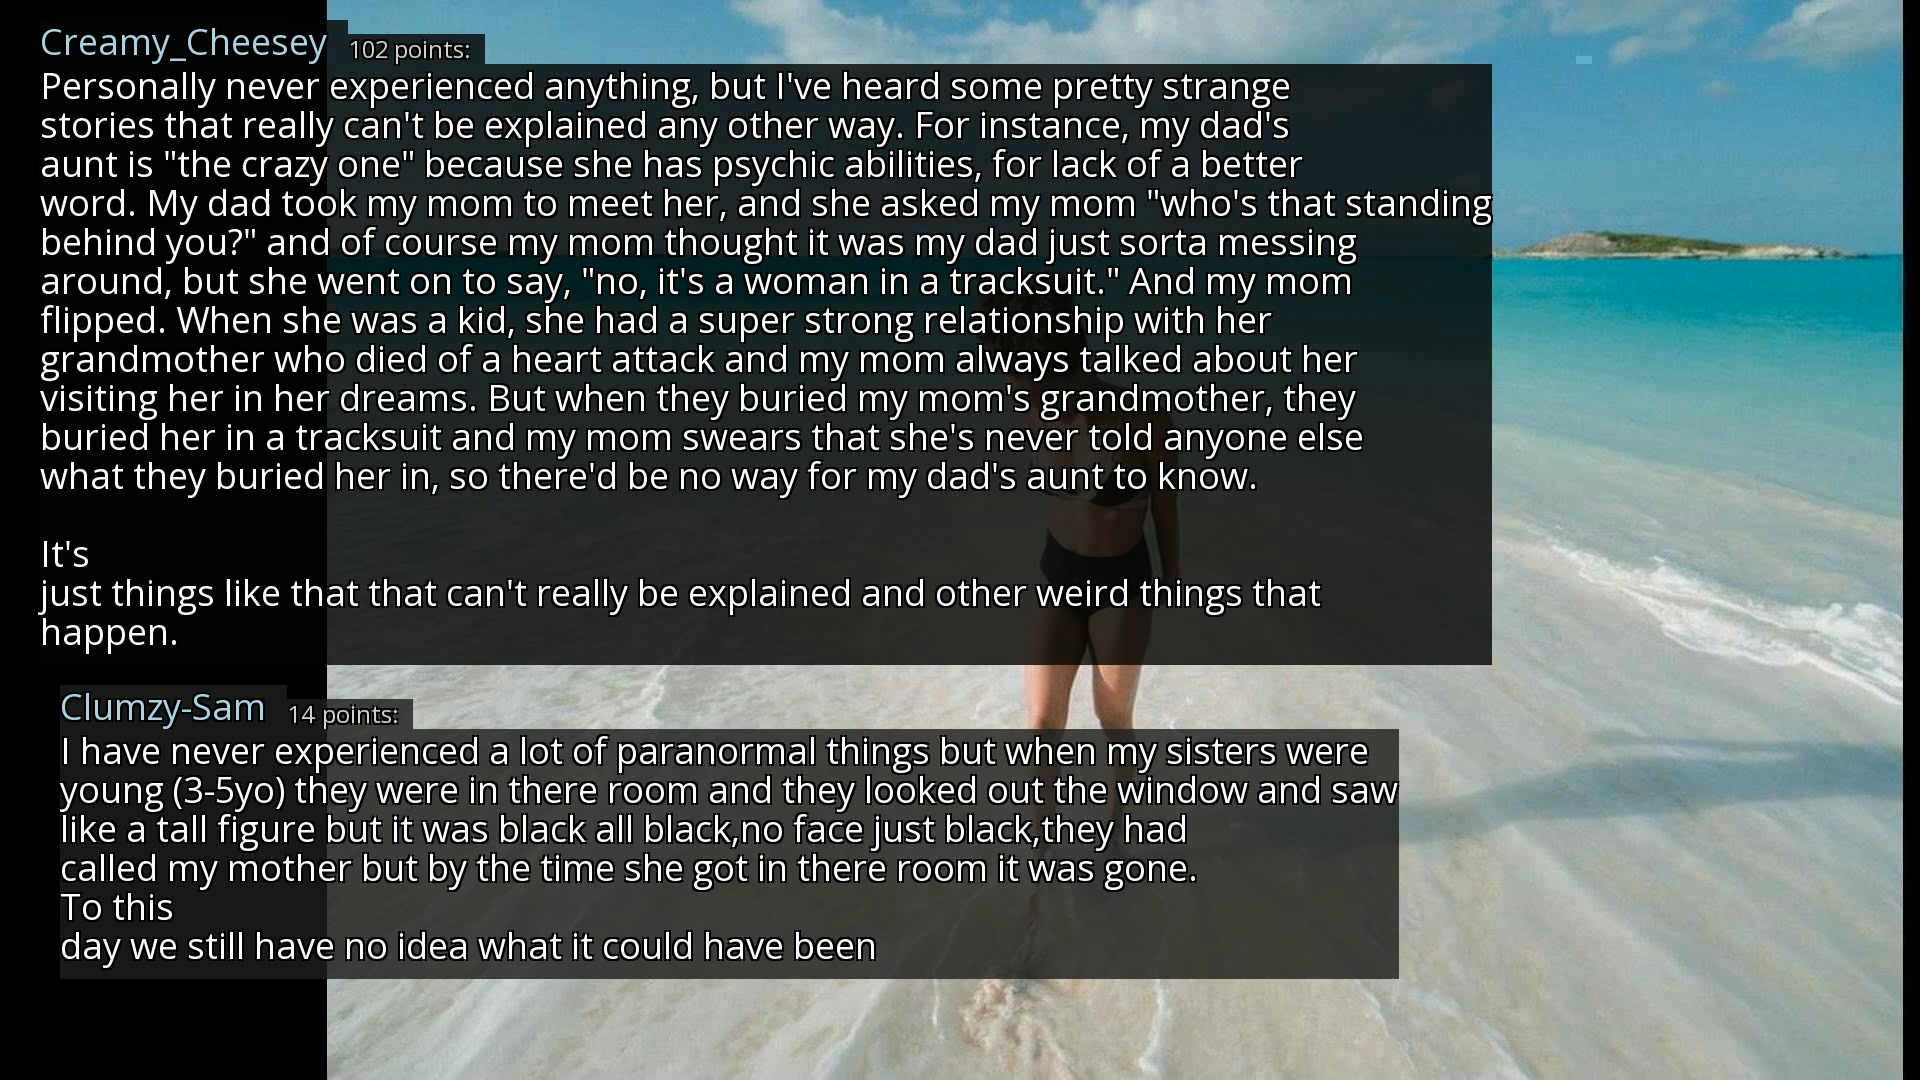 Creamy_Cheesey 102 points:
Personally never experienced anything, but I've heard some pretty strange
stories that really can't be explained any other way. For instance, my dad's
aunt is "the crazy one" because she has psychic abilities, for lack of a better
word. My dad took my mom to meet her, and she asked my mom "who's that standing
behind you?" and of course my mom thought it was my dad just sorta messing
around, but she went on to say, "no, it's a woman in a tracksuit." And my mom
flipped. When she was a kid, she had a super strong relationship with her
grandmother who died of a heart attack and my mom always talked about her
visiting her in her dreams. But when they buried my mom's grandmother, they
buried her in a tracksuit and my mom swears that she's never told anyone else
what they buried her in, so there'd be no way for my dad's aunt to know.
It's
just things like that that can't really be explained and other weird things that
happen.
Clumzy-Sam 14 points:
I have never experienced a lot of paranormal things but when my sisters were
young (3-5yo) they were in there room and they looked out the window and saw
like a tall figure but it was black all black,no face just black,they had
called my mother but by the time she got in there room it was gone.
To this
day we still have no idea what it could have been